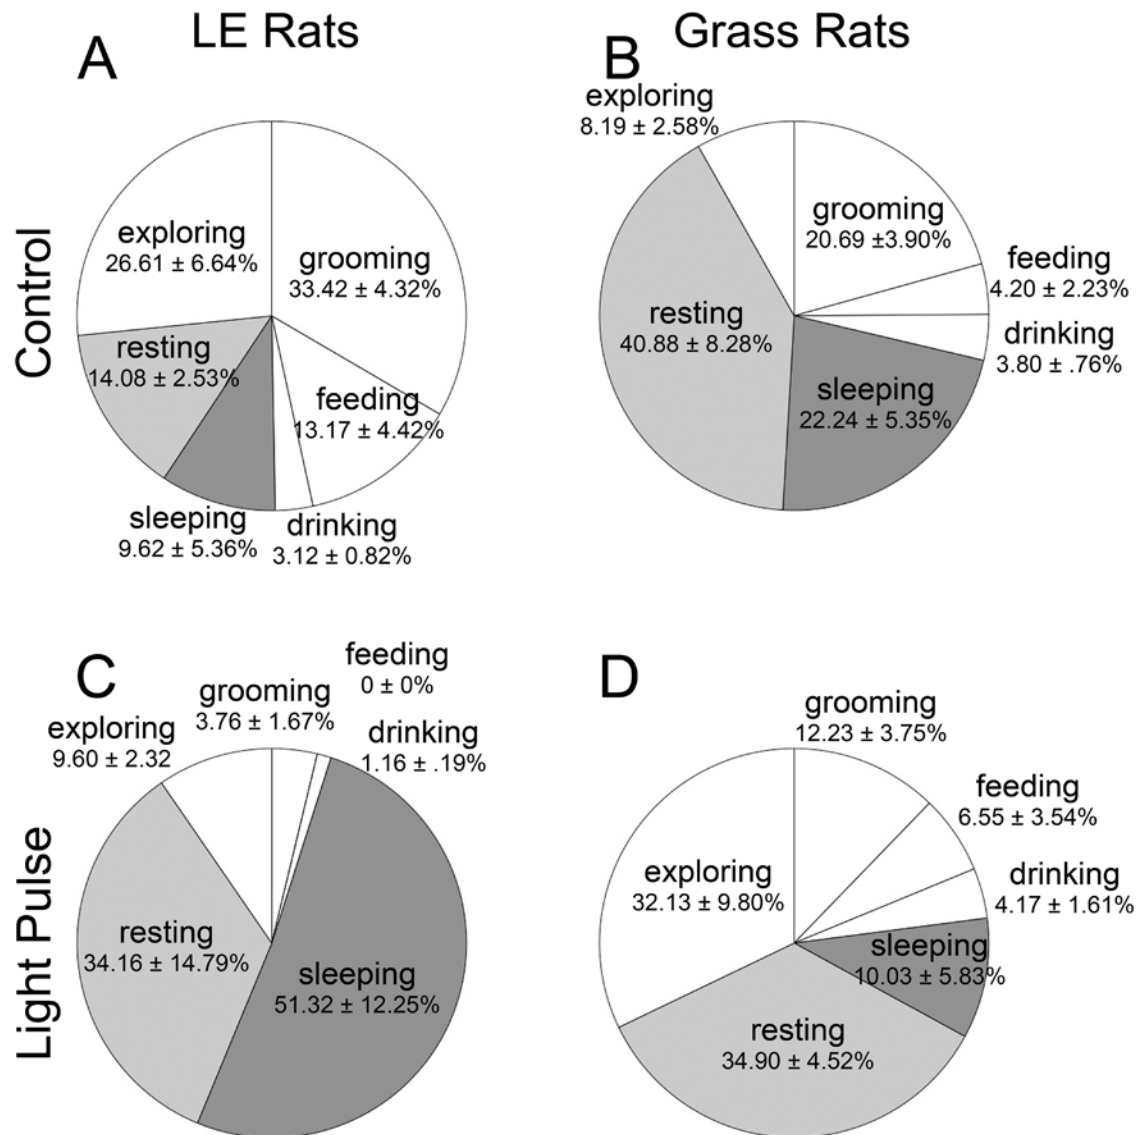 LE Rats
Grass Rats
A
B
Control
exploring
26.61 ± 6.64%
grooming
33.42 ± 4.32%
resting
14.08 ± 2.53%
feeding
13.17 ± 4.42%
sleeping
9.62 ± 5.36%
drinking
3.12 ± 0.82%
exploring
8.19 ± 2.58%
grooming
20.69 ±3.90%
feeding
4.20 ± 2.23%
resting
40.88 ± 8.28%
drinking
3.80 ± .76%
sleeping
22.24 ± 5.35%
Light Pulse
C
feeding
0 ± 0%
grooming
3.76 ± 1.67%
exploring
9.60 ± 2.32
drinking
1.16 ± .19%
resting
34.16 ± 14.79%
sleeping
51.32 ± 12.25%
D
grooming
12.23 ± 3.75%
feeding
6.55 ± 3.54%
exploring
32.13 ± 9.80%
drinking
4.17 ± 1.61%
sleeping
10.03 ± 5.83%
resting
34.90 ± 4.52%